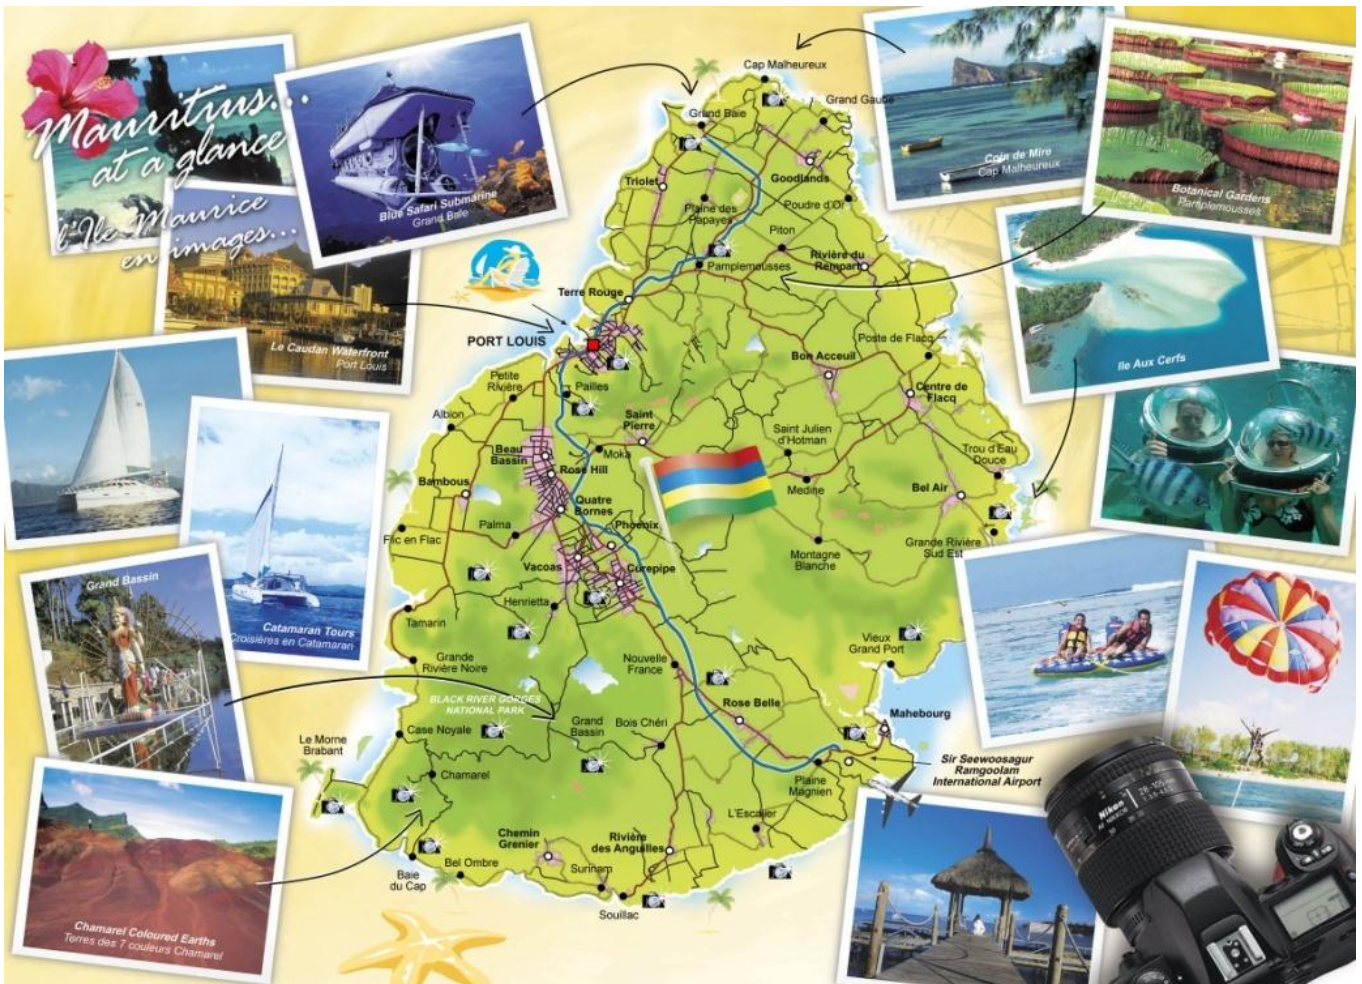 Mauritius...
at a glance
l'Ile Maurice
en images...
Blue Safari Submarine
Grand Baie
Le Caudan Waterfront
Port Louis
Catamaran Tours
Croisières en Catamaran
Grand Bassin
Chamarel Coloured Earths
Terres des 7 couleurs Chamarel
Coin de Mire
Cap Malheureux
Botanical Gardens
Pamplemousses
Ile Aux Cerfs
Cap Malheureux
Grand Gaube
Grand Baie
Goodlands
Triolet
Plaine des
Papayes
Poudre d'Or
Piton
Pamplemousses
Rivière du
Rempart
Terre Rouge
PORT LOUIS
Poste de Flacq
Bon Acceuil
Petite
Rivière
Pailles
Centre de
Flacq
Albion
Saint
Pierre
Saint Julien
d'Hotman
Beau
Bassin
Moka
Trou d'Eau
Douce
Rose Hill
Bambous
Medine
Bel Air
Quatre
Bornes
Palma
Phoenix
Flic en Flac
Grande Rivière
Sud Est
Montagne
Blanche
Vacoas
Curepipe
Henrietta
Tamarin
Vieux
Grand Port
Grande
Rivière Noire
Nouvelle
France
BLACK RIVER GORGES
NATIONAL PARK
Rose Belle
Mahebourg
Grand
Bassin
Bois Chéri
Case Noyale
Le Morne
Brabant
Sir Seewoosagur
Ramgoolam
International Airport
Chamarel
Plaine
Magnien
L'Escalier
Chemin
Grenier
Rivière
des Anguilles
Bel Ombre
Baie
du Cap
Surinam
Souillac
Nikon
28-105mm